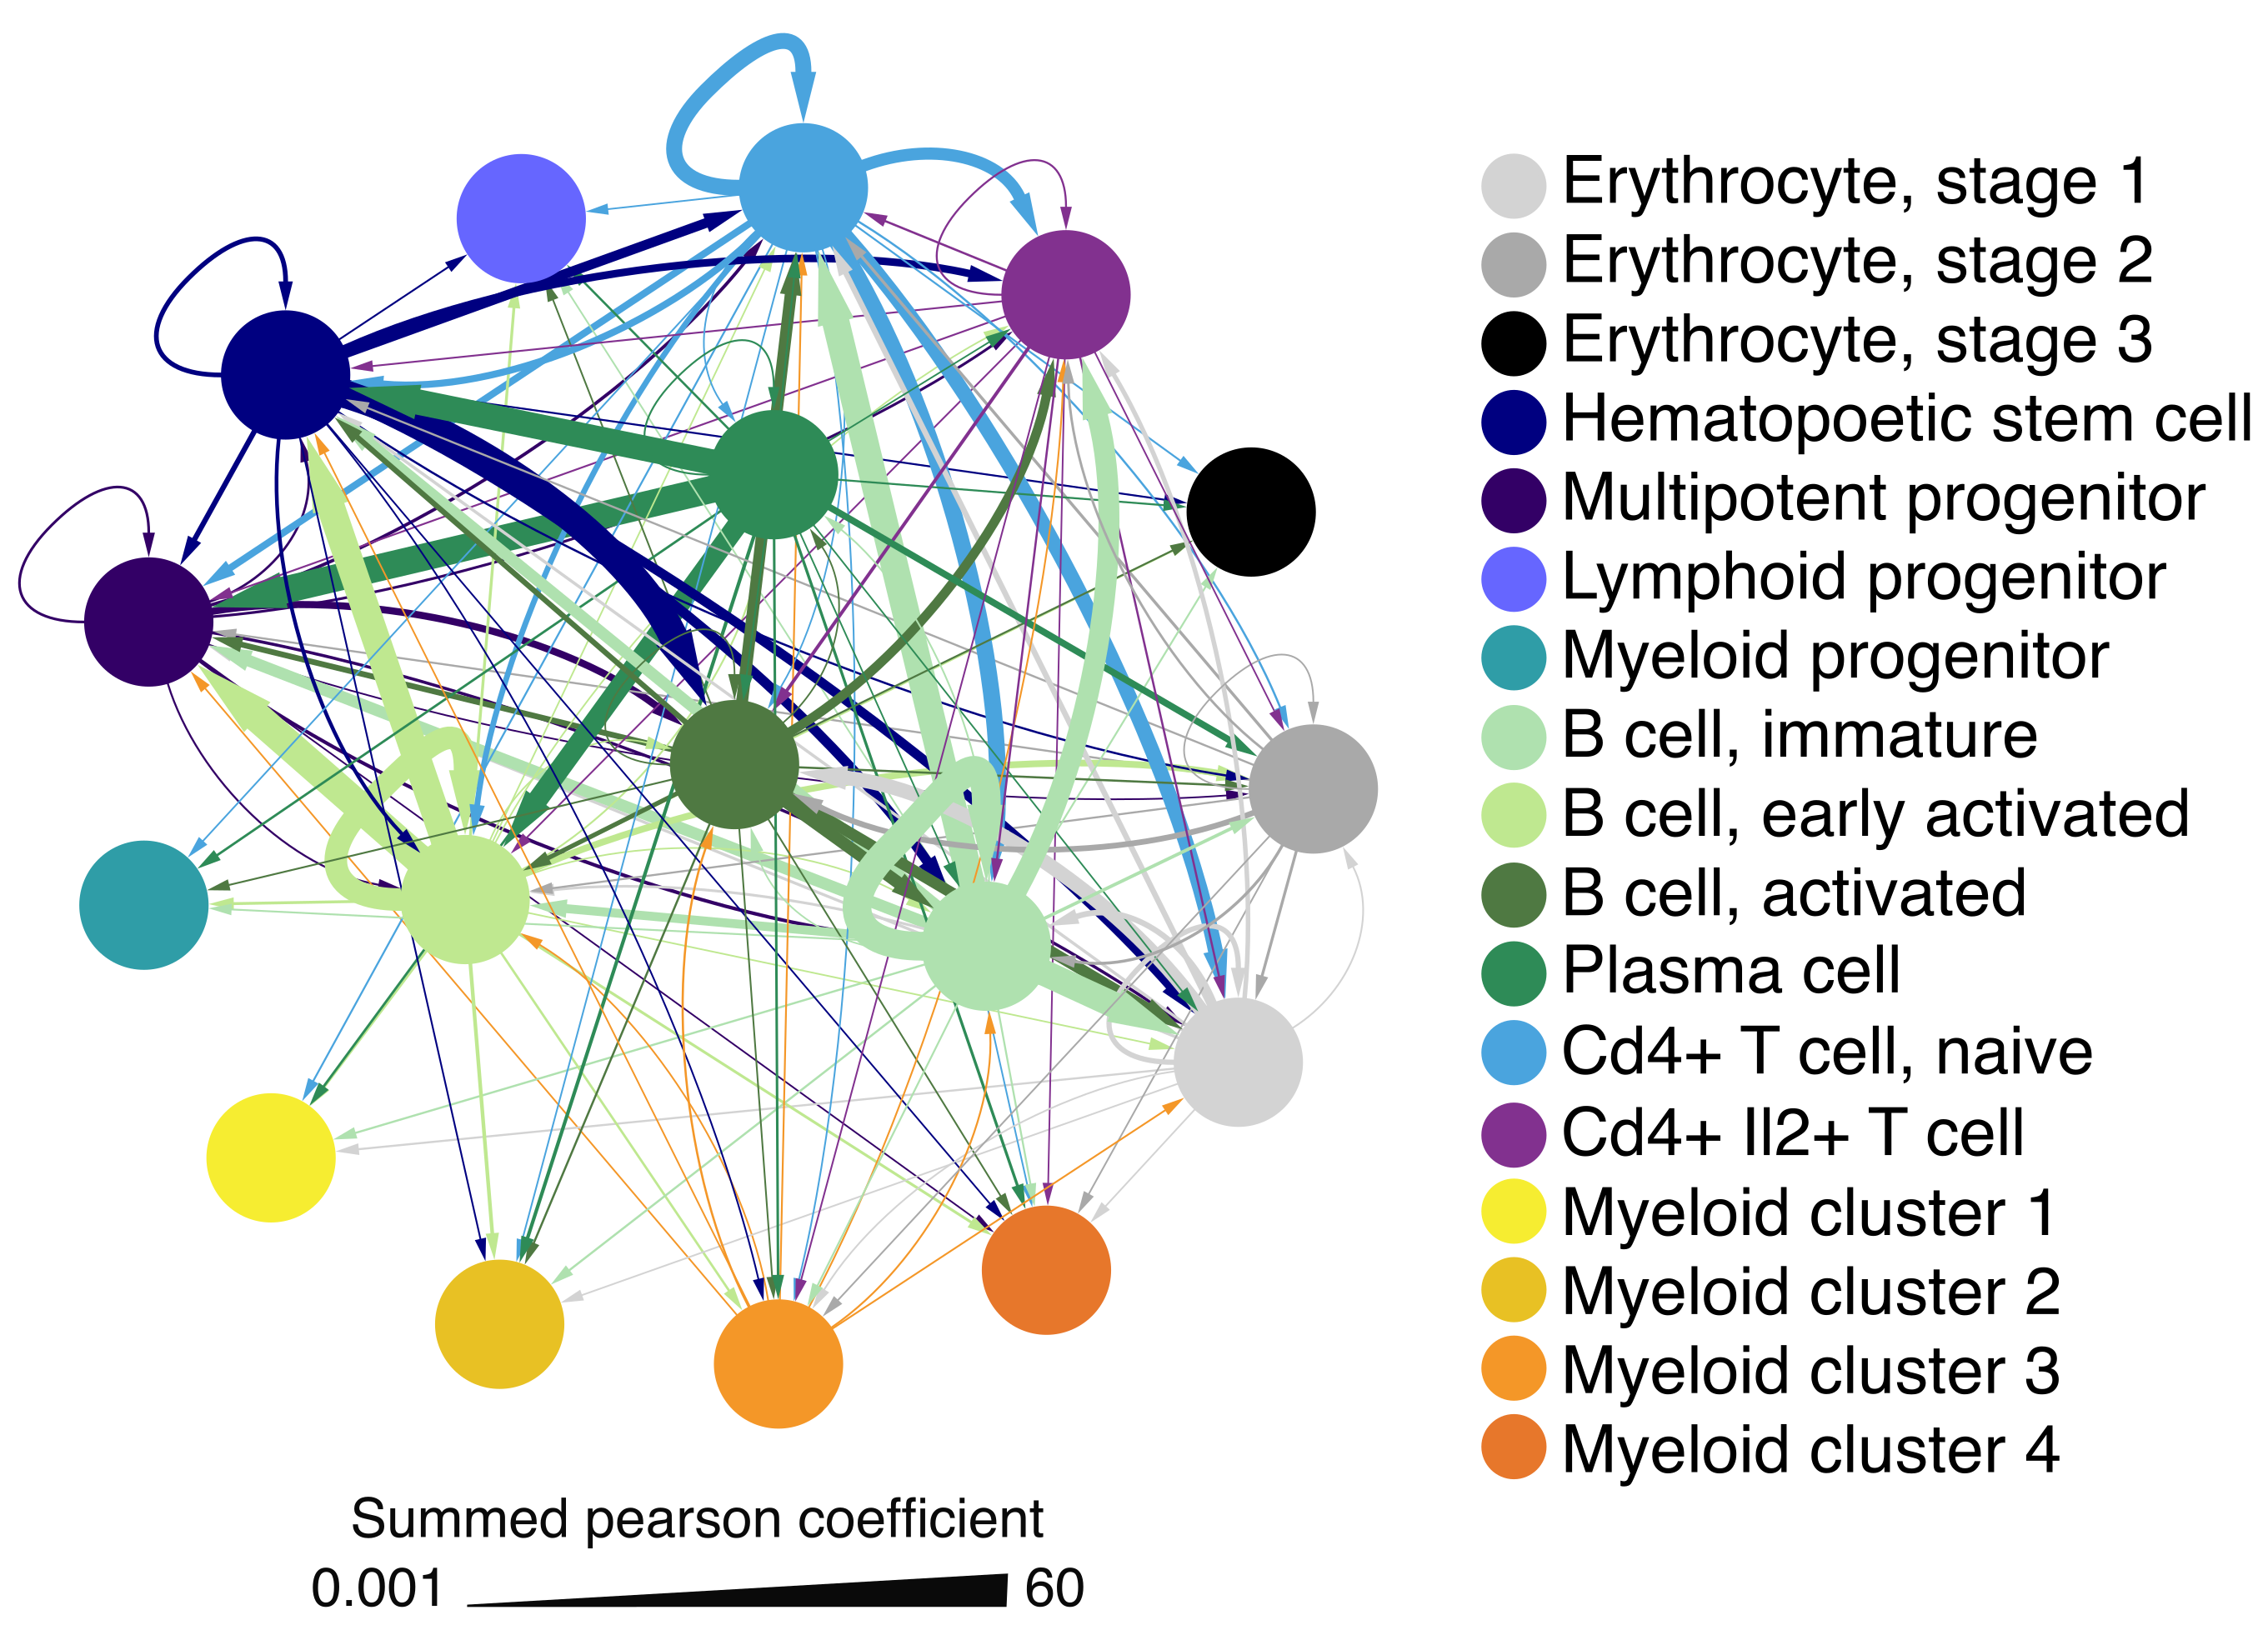 Erythrocyte, stage 1
Erythrocyte, stage 2
Erythrocyte, stage 3
Hematopoetic stem cell
Multipotent progenitor
Lymphoid progenitor
Myeloid progenitor
B cell, immature
B cell, early activated
B cell, activated
Plasma cell
Cd4+ T cell, naive
Cd4+ Il2+ T cell
Myeloid cluster 1
Myeloid cluster 2
Myeloid cluster 3
Myeloid cluster 4
Summed pearson coefficient
0.001 60